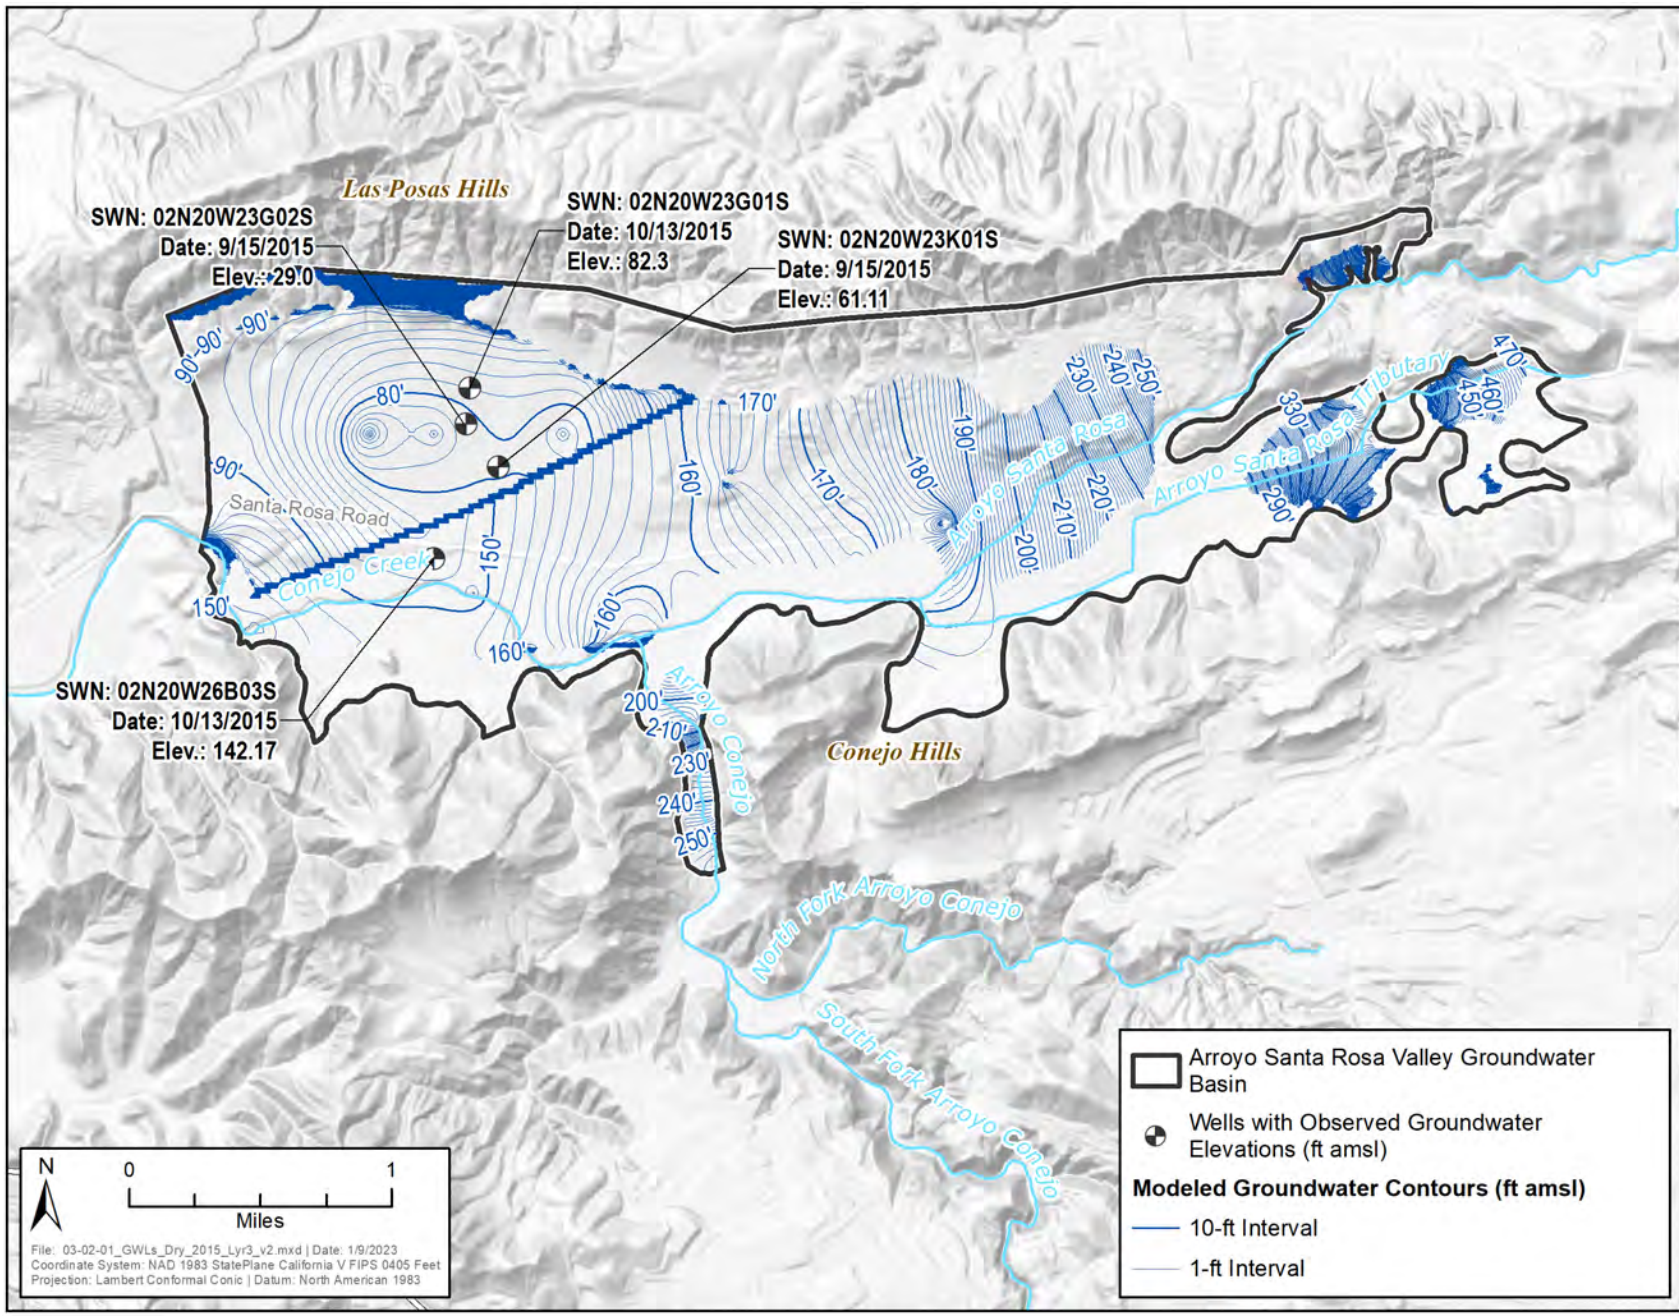 Las Posas Hills
SWN: 02N20W23G02S
Date: 9/15/2015
Elev.: 29.0
SWN: 02N20W23G01S
Date: 10/13/2015
Elev.: 82.3
SWN: 02N20W23K01S
Date: 9/15/2015
Elev.: 61.11
90'
90'
90'
80'
90'
Santa Rosa Road
Conejo Creek
150'
150'
160'
160'
160'
170'
170'
180'
190'
200'
210'
220'
230'
240'
250'
Arroyo Santa Rosa
Arroyo Santa Rosa Tributary
290'
330'
450'
460'
470'
SWN: 02N20W26B03S
Date: 10/13/2015
Elev.: 142.17
200'
210'
230'
240'
250'
Arroyo Conejo
Conejo Hills
North Fork Arroyo Conejo
South Fork Arroyo Conejo
N
0 1
Miles
File: 03-02-01_GWLs_Dry_2015_Lyr3_v2.mxd | Date: 1/9/2023
Coordinate System: NAD 1983 StatePlane California V FIPS 0405 Feet
Projection: Lambert Conformal Conic | Datum: North American 1983
Arroyo Santa Rosa Valley Groundwater
Basin
Wells with Observed Groundwater
Elevations (ft amsl)
Modeled Groundwater Contours (ft amsl)
10-ft Interval
1-ft Interval